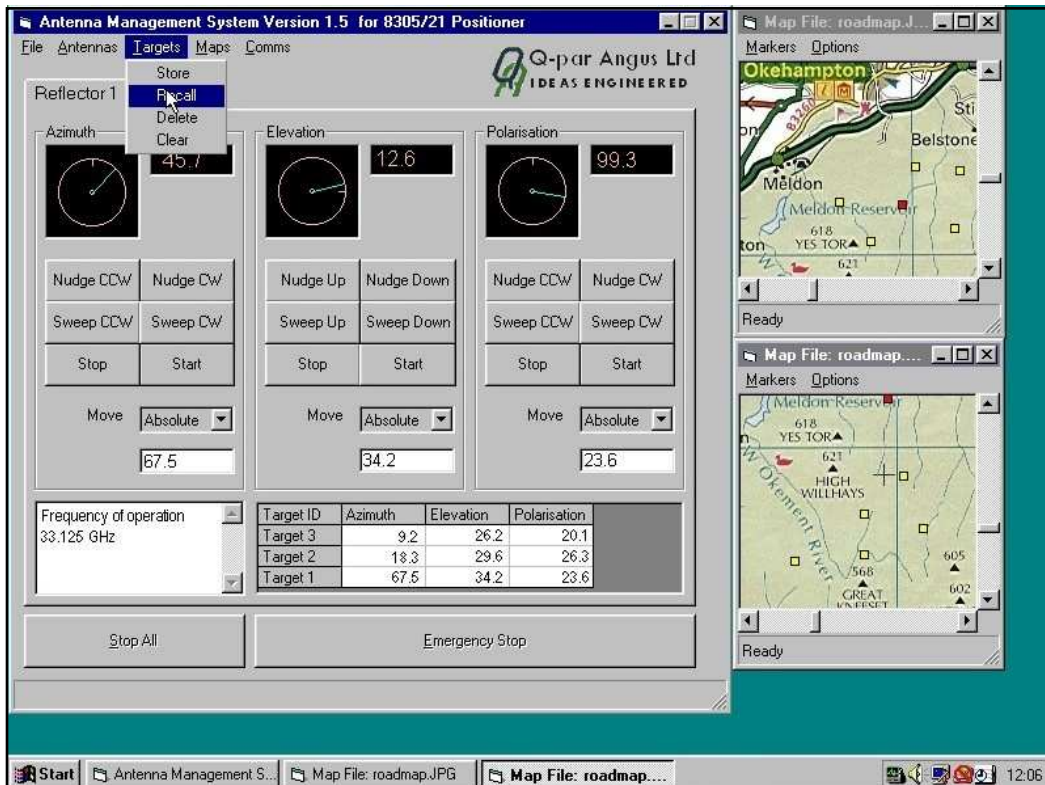 Antenna Management System Version 1.5 for 8305/21 Positioner
File Antennas Targets Maps Comms
Store
Recall
Delete
Clear
Q-par Angus Ltd
IDEAS ENGINEERED
Reflector 1
Azimuth
45.7
Nudge CCW Nudge CW
Sweep CCW Sweep CW
Stop Start
Move Absolute
67.5
Elevation
12.6
Nudge Up Nudge Down
Sweep Up Sweep Down
Stop Start
Move Absolute
34.2
Polarisation
99.3
Nudge CCW Nudge CW
Sweep CCW Sweep CW
Stop Start
Move Absolute
23.6
Frequency of operation
33.125 GHz
Target ID Azimuth Elevation Polarisation
Target 3 9.2 26.2 20.1
Target 2 18.3 29.6 26.3
Target 1 67.5 34.2 23.6
Stop All
Emergency Stop
Map File: roadmap.J...
Markers Options
Okehampton
B3260
Sti
Belstone
Meldon
Meldon Reservoir
618
YES TOR
ton
W
621
Ready
Map File: roadmap....
Markers Options
Meldon Reservoir
618
YES TOR
621
HIGH
WILLHAYS
W Okement River
568
GREAT
KNEESET
605
602
Ready
Start
Antenna Management S...
Map File: roadmap.JPG
Map File: roadmap....
12:06